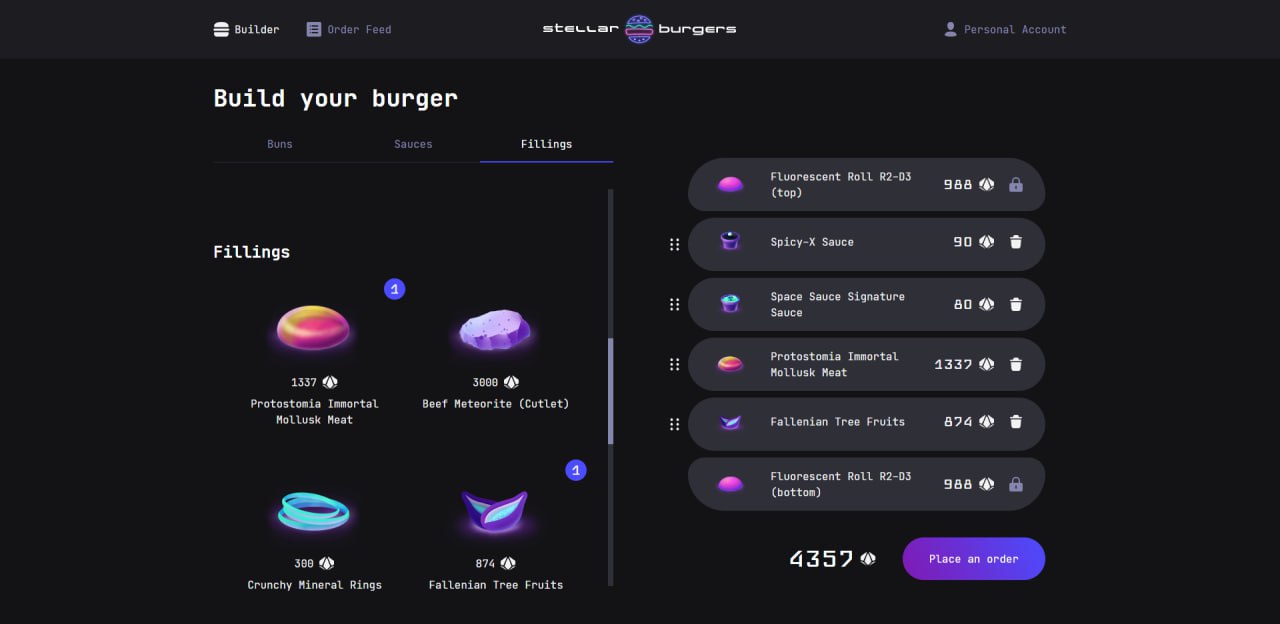 Builder
Order Feed
stellar burgers
Personal Account
Build your burger
Buns
Sauces
Fillings
Fillings
1
1337
Protostomia Immortal
Mollusk Meat
3000
Beef Meteorite (Cutlet)
300
Crunchy Mineral Rings
1
874
Fallenian Tree Fruits
Fluorescent Roll R2-D3
(top)
988
Spicy-X Sauce
90
Space Sauce Signature
Sauce
80
Protostomia Immortal
Mollusk Meat
1337
Fallenian Tree Fruits
874
Fluorescent Roll R2-D3
(bottom)
988
4357
Place an order